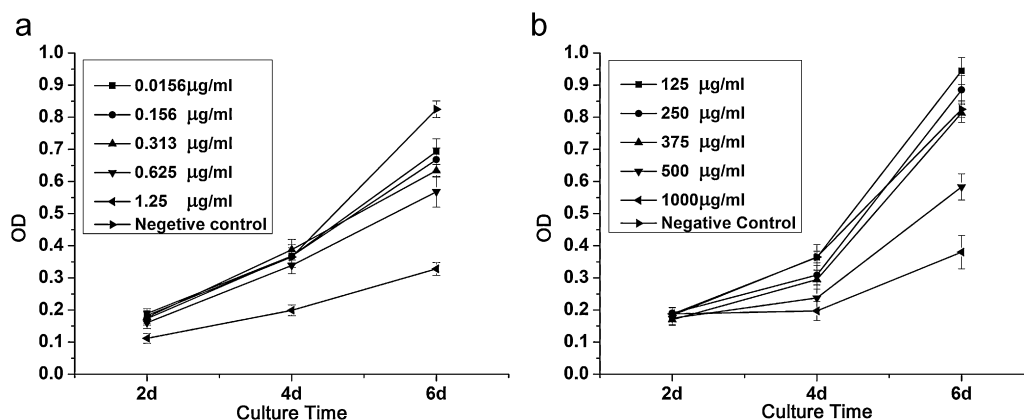 a
1.0
0.9
0.8
0.7
0.6
0.5
0.4
0.3
0.2
0.1
0.0
OD
0.0156μg/ml
0.156 μg/ml
0.313 μg/ml
0.625 μg/ml
1.25 μg/ml
Negetive control
2d 4d 6d
Culture Time
b
1.0
0.9
0.8
0.7
0.6
0.5
0.4
0.3
0.2
0.1
0.0
OD
125 μg/ml
250 μg/ml
375 μg/ml
500 μg/ml
1000μg/ml
Negative Control
2d 4d 6d
Culture Time